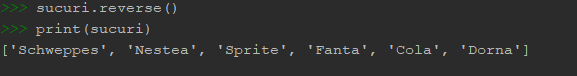 >>> sucuri.reverse()
>>> print(sucuri)
['Schweppes', 'Nestea', 'Sprite', 'Fanta', 'Cola', 'Dorna']